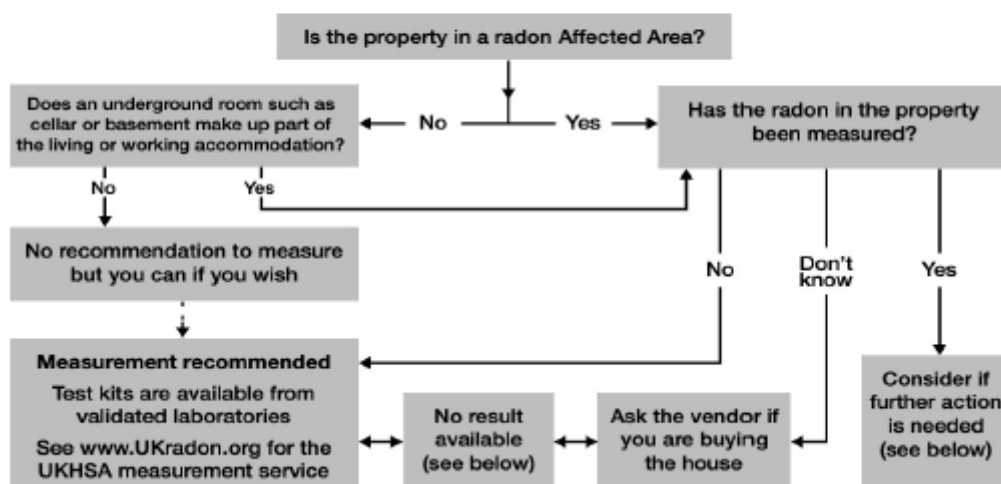 Is the property in a radon Affected Area?
Does an underground room such as
cellar or basement make up part of
the living or working accommodation?
No
Yes
Has the radon in the property
been measured?
No
Yes
No recommendation to measure
but you can if you wish
No
Don't
know
Yes
Measurement recommended
Test kits are available from
validated laboratories
See www.UKradon.org for the
UKHSA measurement service
No result
available
(see below)
Ask the vendor if
you are buying
the house
Consider if
further action
is needed
(see below)